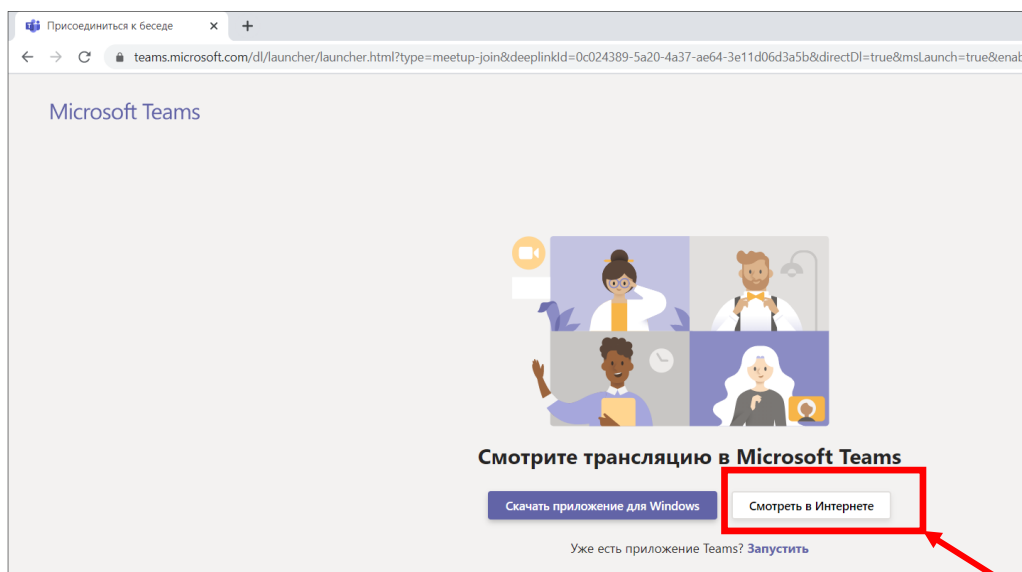 Присоединиться к беседе
teams.microsoft.com/dl/launcher/launcher.html?type=meetup-join&deeplinkId=0c024389-5a20-4a37-ae64-3e11d06d3a5b&directDl=true&msLaunch=true&enab
Microsoft Teams
Смотрите трансляцию в Microsoft Teams
Скачать приложение для Windows
Смотреть в Интернете
Уже есть приложение Teams? Запустить